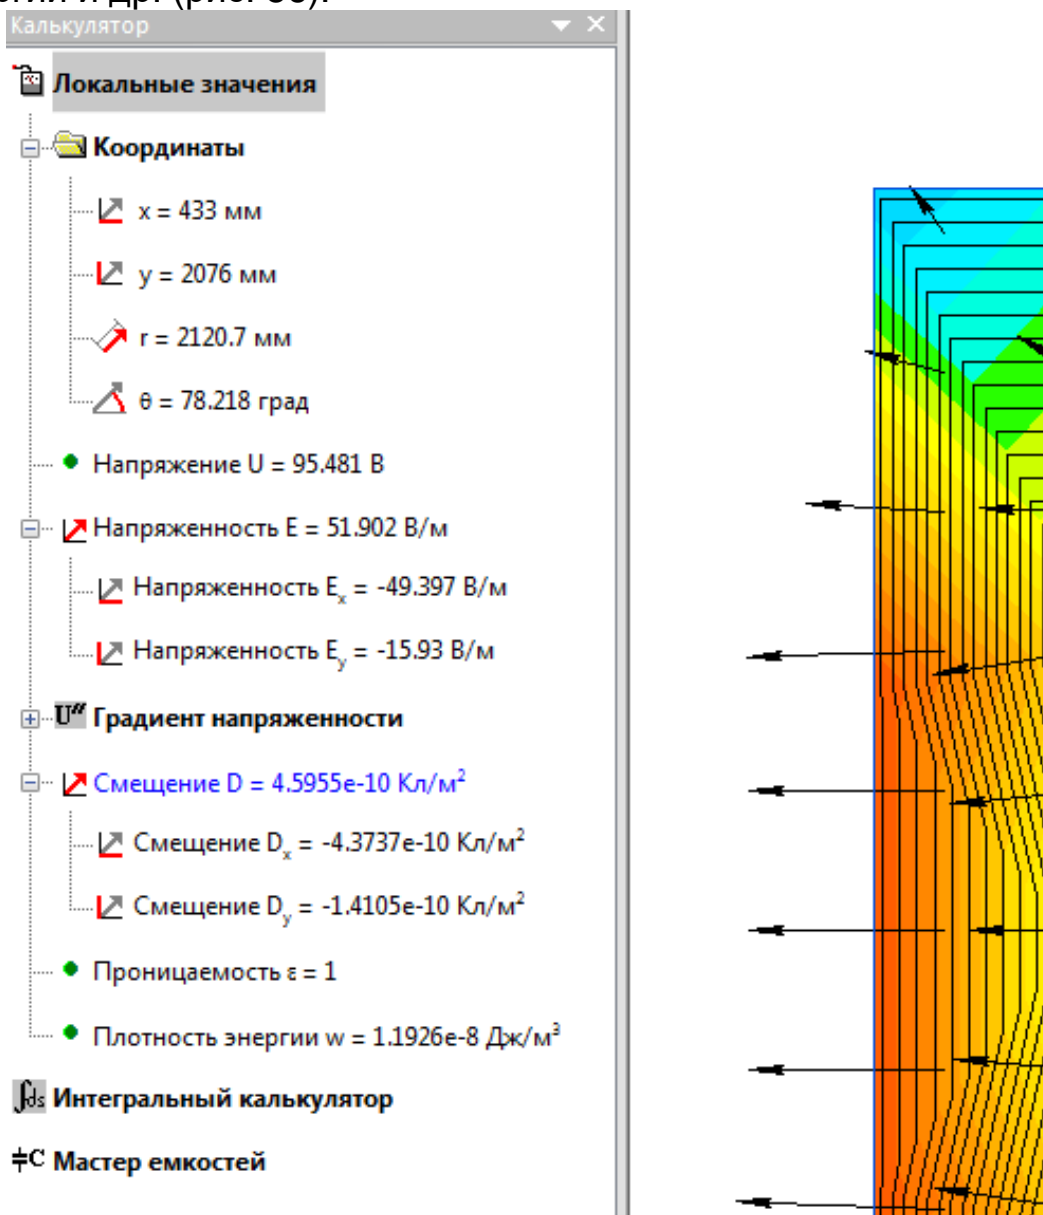 Калькулятор
Локальные значения
Координаты
x = 433 мм
y = 2076 мм
r = 2120.7 мм
θ = 78.218 град
Напряжение U = 95.481 В
Напряженность E = 51.902 В/м
Напряженность Eₓ = -49.397 В/м
Напряженность Eᵧ = -15.93 В/м
U″ Градиент напряженности
Смещение D = 4.5955e-10 Кл/м²
Смещение Dₓ = -4.3737e-10 Кл/м²
Смещение Dᵧ = -1.4105e-10 Кл/м²
Проницаемость ε = 1
Плотность энергии w = 1.1926e-8 Дж/м³
∫ds Интегральный калькулятор
C Мастер емкостей